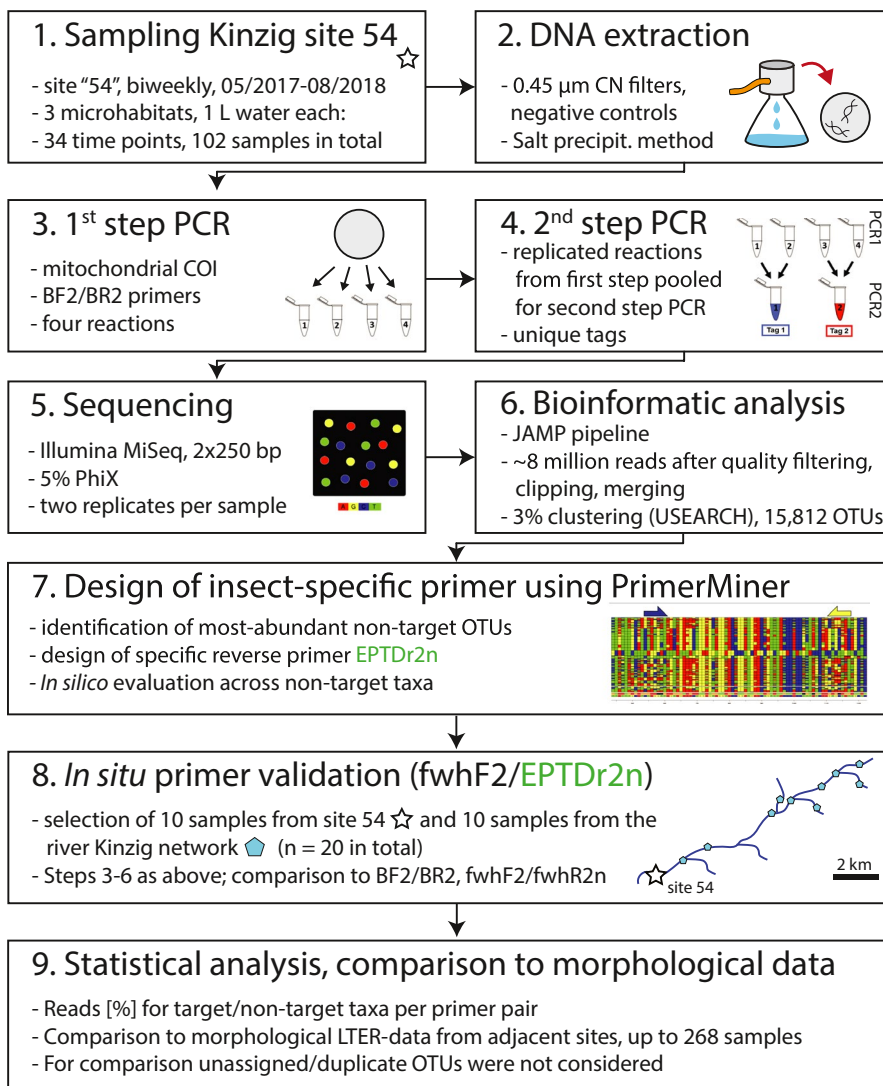 1. Sampling Kinzig site 54
- site “54”, biweekly, 05/2017-08/2018
- 3 microhabitats, 1 L water each:
- 34 time points, 102 samples in total
2. DNA extraction
- 0.45 µm CN filters,
negative controls
- Salt precipit. method
3. 1st step PCR
- mitochondrial COI
- BF2/BR2 primers
- four reactions
1 2 3 4
4. 2nd step PCR
- replicated reactions
from first step pooled
for second step PCR
- unique tags
1 2 3 4
PCR1
1 2
PCR2
Tag 1 Tag 2
5. Sequencing
- Illumina MiSeq, 2x250 bp
- 5% PhiX
- two replicates per sample
A G C T
6. Bioinformatic analysis
- JAMP pipeline
- ~8 million reads after quality filtering,
clipping, merging
- 3% clustering (USEARCH), 15,812 OTUs
7. Design of insect-specific primer using PrimerMiner
- identification of most-abundant non-target OTUs
- design of specific reverse primer EPTDr2n
- In silico evaluation across non-target taxa
8. In situ primer validation (fwhF2/EPTDr2n)
- selection of 10 samples from site 54 and 10 samples from the
river Kinzig network (n = 20 in total)
- Steps 3-6 as above; comparison to BF2/BR2, fwhF2/fwhR2n
site 54
2 km
9. Statistical analysis, comparison to morphological data
- Reads [%] for target/non-target taxa per primer pair
- Comparison to morphological LTER-data from adjacent sites, up to 268 samples
- For comparison unassigned/duplicate OTUs were not considered